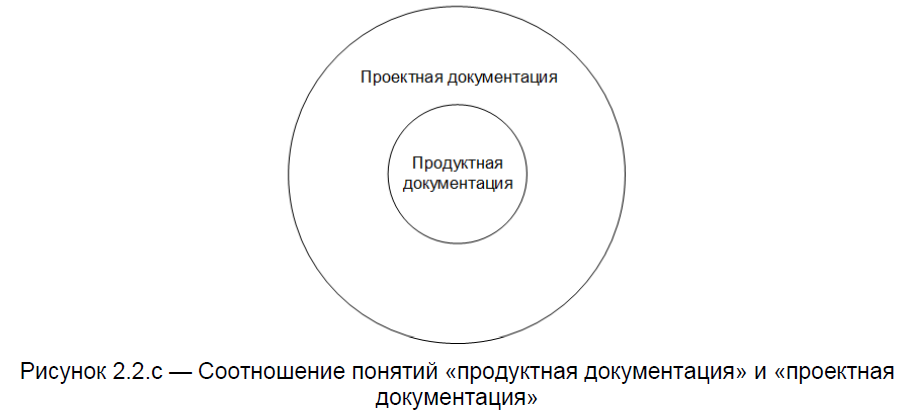 Проектная документация
Продуктная
документация
Рисунок 2.2.c — Соотношение понятий «продуктная документация» и «проектная
документация»